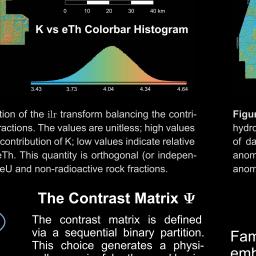 0 10 20 30 40 km
K vs eTh Colorbar Histogram
3.43 3.73 4.04 4.34 4.64
tion of the ilr transform balancing the contri-
ractions. The values are unitless; high values
contribution of K; low values indicate relative
eTh. This quantity is orthogonal (or indepen-
eU and non-radioactive rock fractions.
The Contrast Matrix Ψ
The contrast matrix is defined
via a sequential binary partition.
This choice generates a physi-
Figur
hydro
of da
anom
anom
Fam